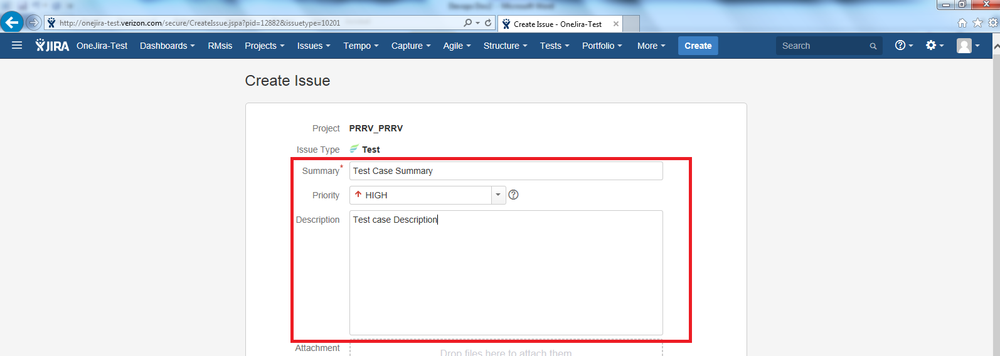 http://onejira-test.verizon.com/secure/CreateIssue.jspa?pid=12882&issuetype=10201
Create Issue - OneJira-Test
JIRA OneJira-Test Dashboards RMsis Projects Issues Tempo Capture Agile Structure Tests Portfolio More Create Search
Create Issue
Project PRRV_PRRV
Issue Type Test
Summary* Test Case Summary
Priority HIGH
Description Test case Description
Attachment
Drop files here to attach them